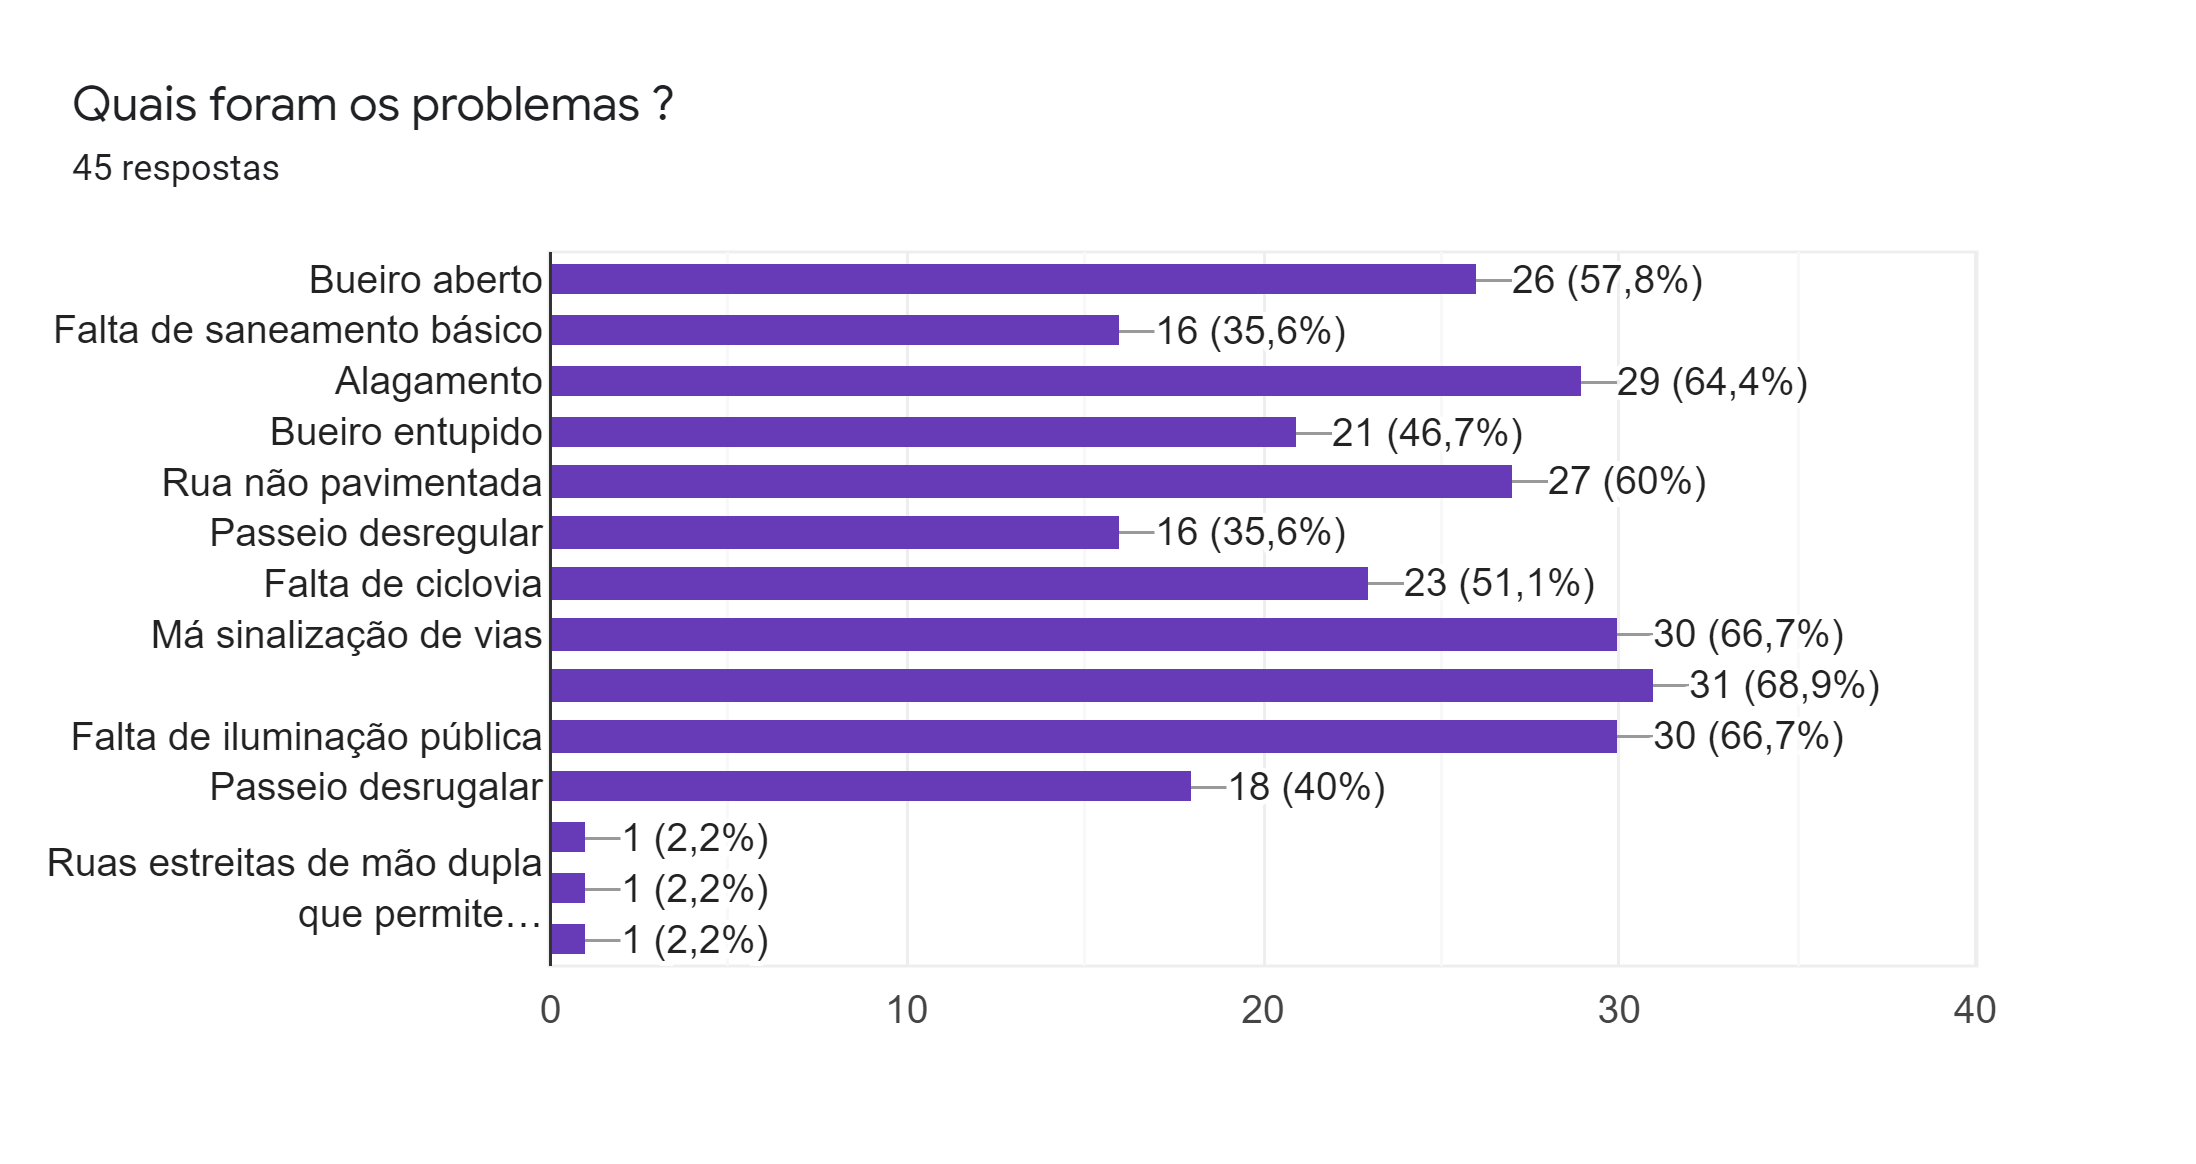 Quais foram os problemas ?
45 respostas
Bueiro aberto
26 (57,8%)
Falta de saneamento básico
16 (35,6%)
Alagamento
29 (64,4%)
Bueiro entupido
21 (46,7%)
Rua não pavimentada
27 (60%)
Passeio desregular
16 (35,6%)
Falta de ciclovia
23 (51,1%)
Má sinalização de vias
30 (66,7%)
31 (68,9%)
Falta de iluminação pública
30 (66,7%)
Passeio desrugalar
18 (40%)
1 (2,2%)
Ruas estreitas de mão dupla
que permite…
1 (2,2%)
1 (2,2%)
0 10 20 30 40